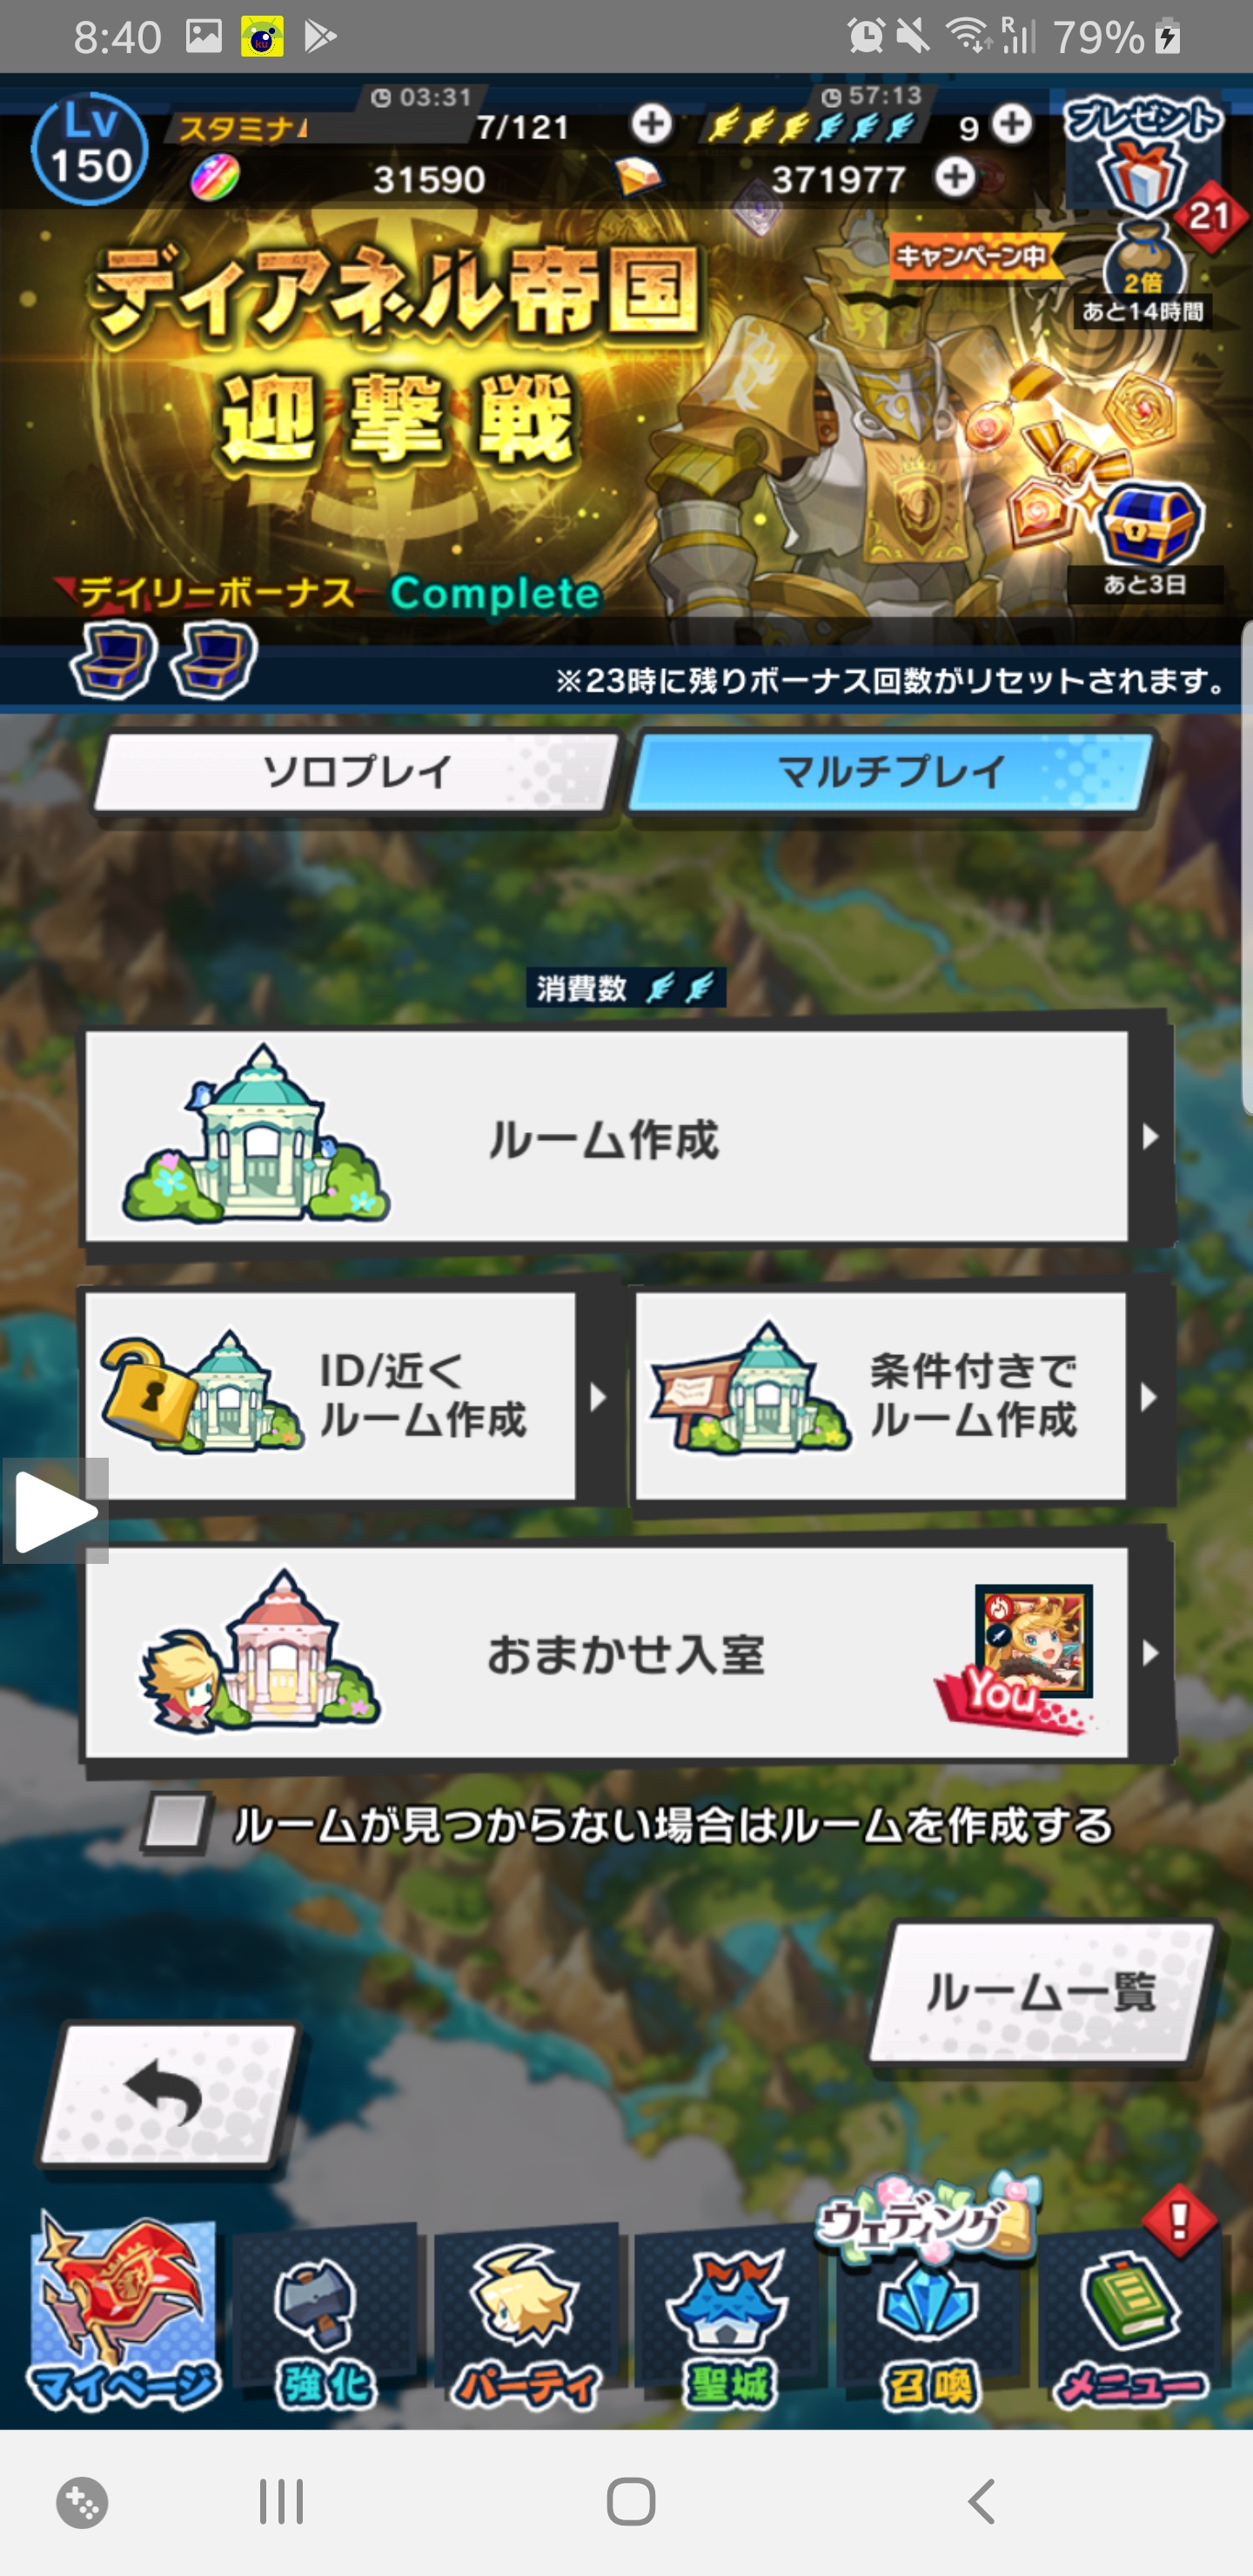 8:40
R
79%
Lv
150
スタミナ
03:31
7/121
57:13
9
プレゼント
31590
371977
21
ディアネル帝国
迎撃戦
キャンペーン中
2倍
あと14時間
あと3日
デイリーボーナス Complete
※23時に残りボーナス回数がリセットされます。
ソロプレイ
マルチプレイ
消費数
ルーム作成
ID/近く
ルーム作成
条件付きで
ルーム作成
おまかせ入室
You
ルームが見つからない場合はルームを作成する
ルーム一覧
ウェディング
マイページ
強化
パーティ
聖城
召喚
メニュー